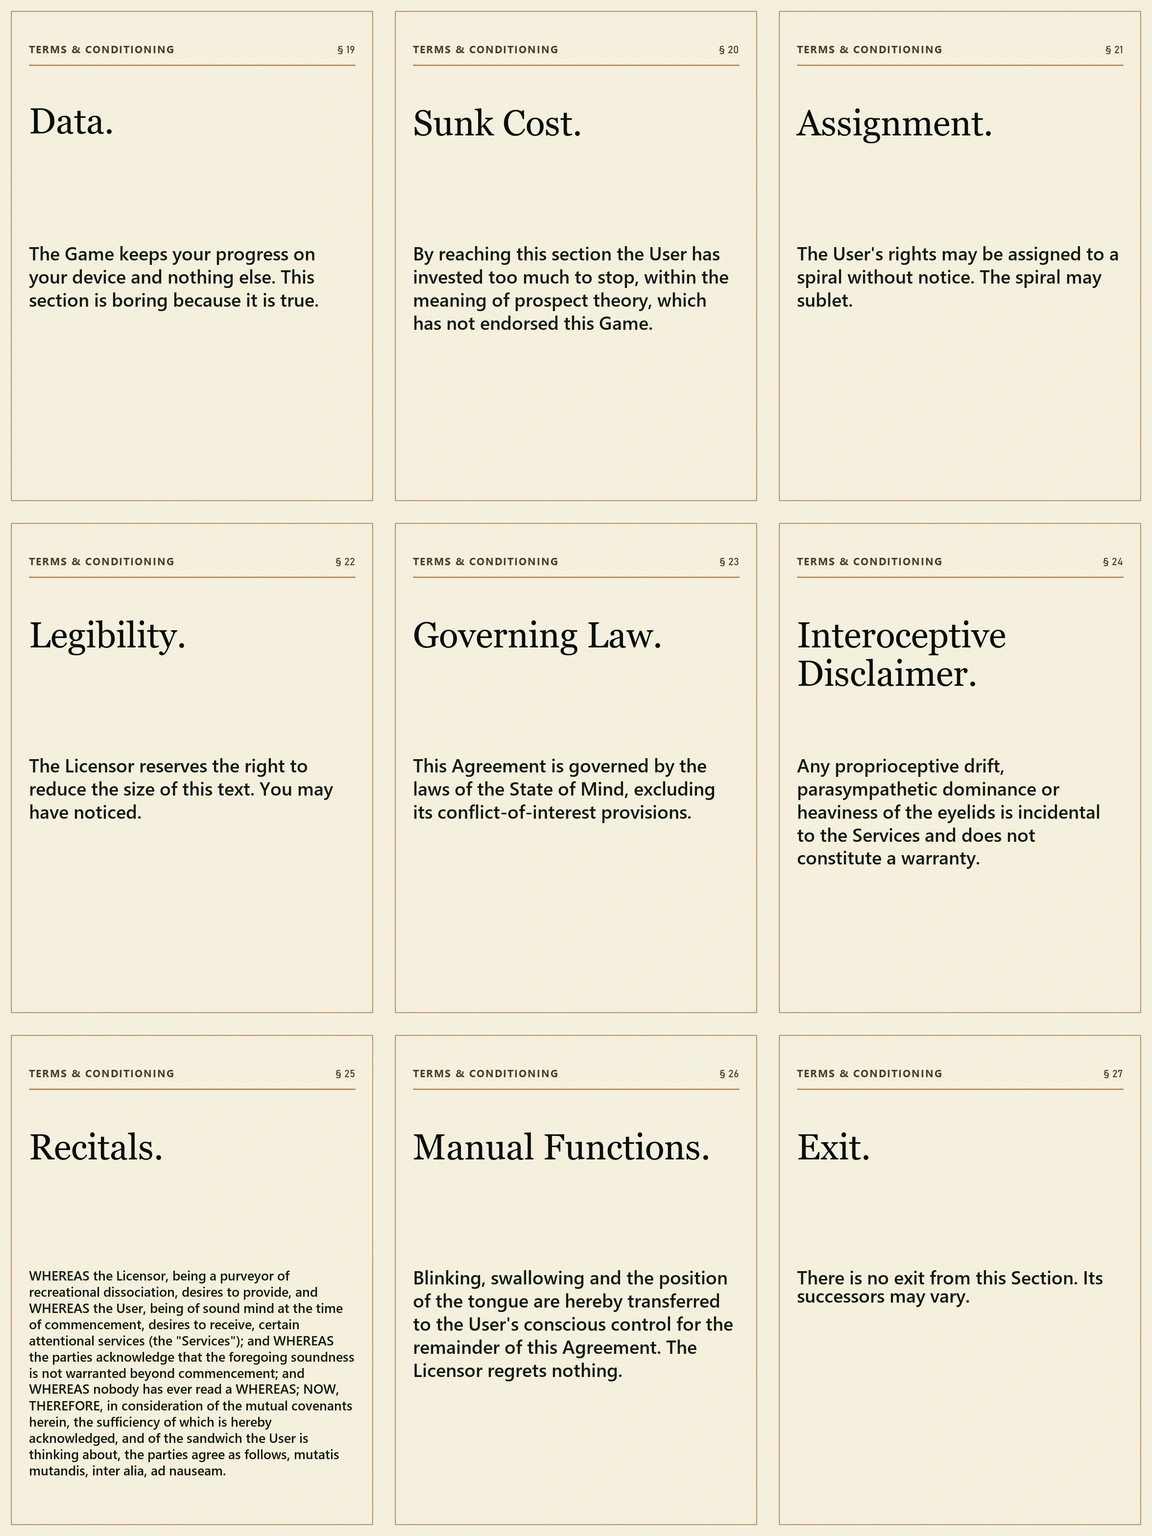 TERMS & CONDITIONING § 19
Data.
The Game keeps your progress on
your device and nothing else. This
section is boring because it is true.
TERMS & CONDITIONING § 20
Sunk Cost.
By reaching this section the User has
invested too much to stop, within the
meaning of prospect theory, which
has not endorsed this Game.
TERMS & CONDITIONING § 21
Assignment.
The User's rights may be assigned to a
spiral without notice. The spiral may
sublet.
TERMS & CONDITIONING § 22
Legibility.
The Licensor reserves the right to
reduce the size of this text. You may
have noticed.
TERMS & CONDITIONING § 23
Governing Law.
This Agreement is governed by the
laws of the State of Mind, excluding
its conflict-of-interest provisions.
TERMS & CONDITIONING § 24
Interoceptive
Disclaimer.
Any proprioceptive drift,
parasympathetic dominance or
heaviness of the eyelids is incidental
to the Services and does not
constitute a warranty.
TERMS & CONDITIONING § 25
Recitals.
WHEREAS the Licensor, being a purveyor of
recreational dissociation, desires to provide, and
WHEREAS the User, being of sound mind at the time
of commencement, desires to receive, certain
attentional services (the "Services"); and WHEREAS
the parties acknowledge that the foregoing soundness
is not warranted beyond commencement; and
WHEREAS nobody has ever read a WHEREAS; NOW,
THEREFORE, in consideration of the mutual covenants
herein, the sufficiency of which is hereby
acknowledged, and of the sandwich the User is
thinking about, the parties agree as follows, mutatis
mutandis, inter alia, ad nauseam.
TERMS & CONDITIONING § 26
Manual Functions.
Blinking, swallowing and the position
of the tongue are hereby transferred
to the User's conscious control for the
remainder of this Agreement. The
Licensor regrets nothing.
TERMS & CONDITIONING § 27
Exit.
There is no exit from this Section. Its
successors may vary.